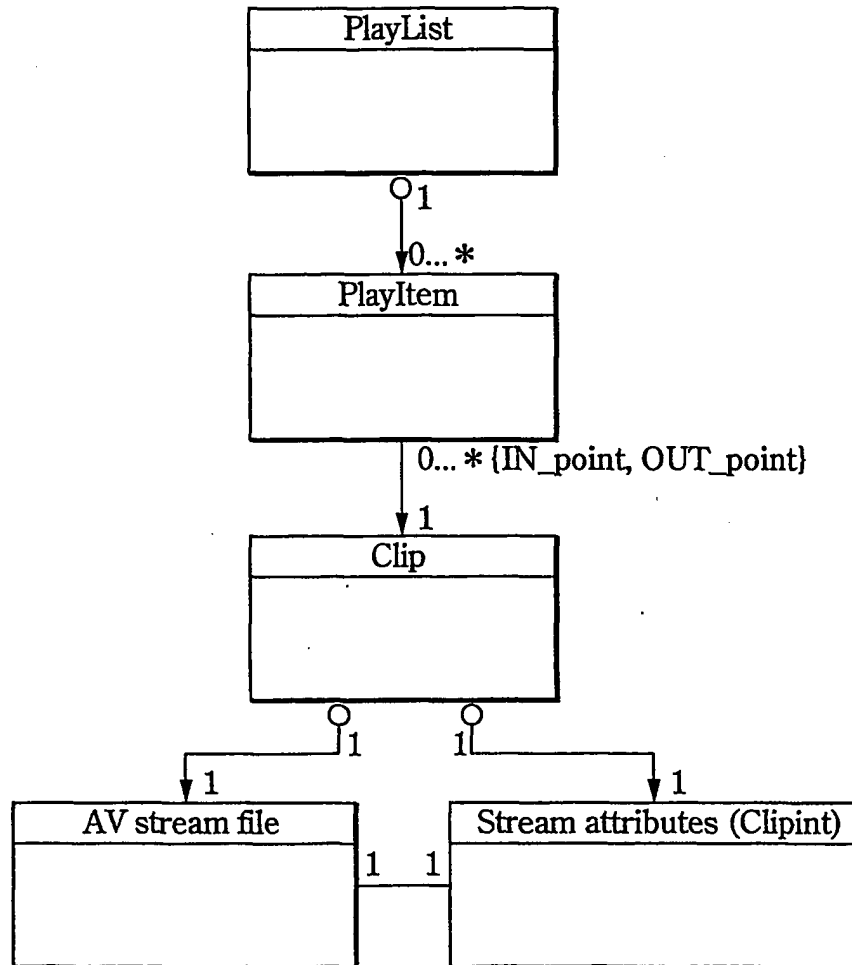 PlayList
1
0... *
PlayItem
0... * {IN_point, OUT_point}
1
Clip
1
1
1
1
AV stream file
Stream attributes (Clipint)
1
1